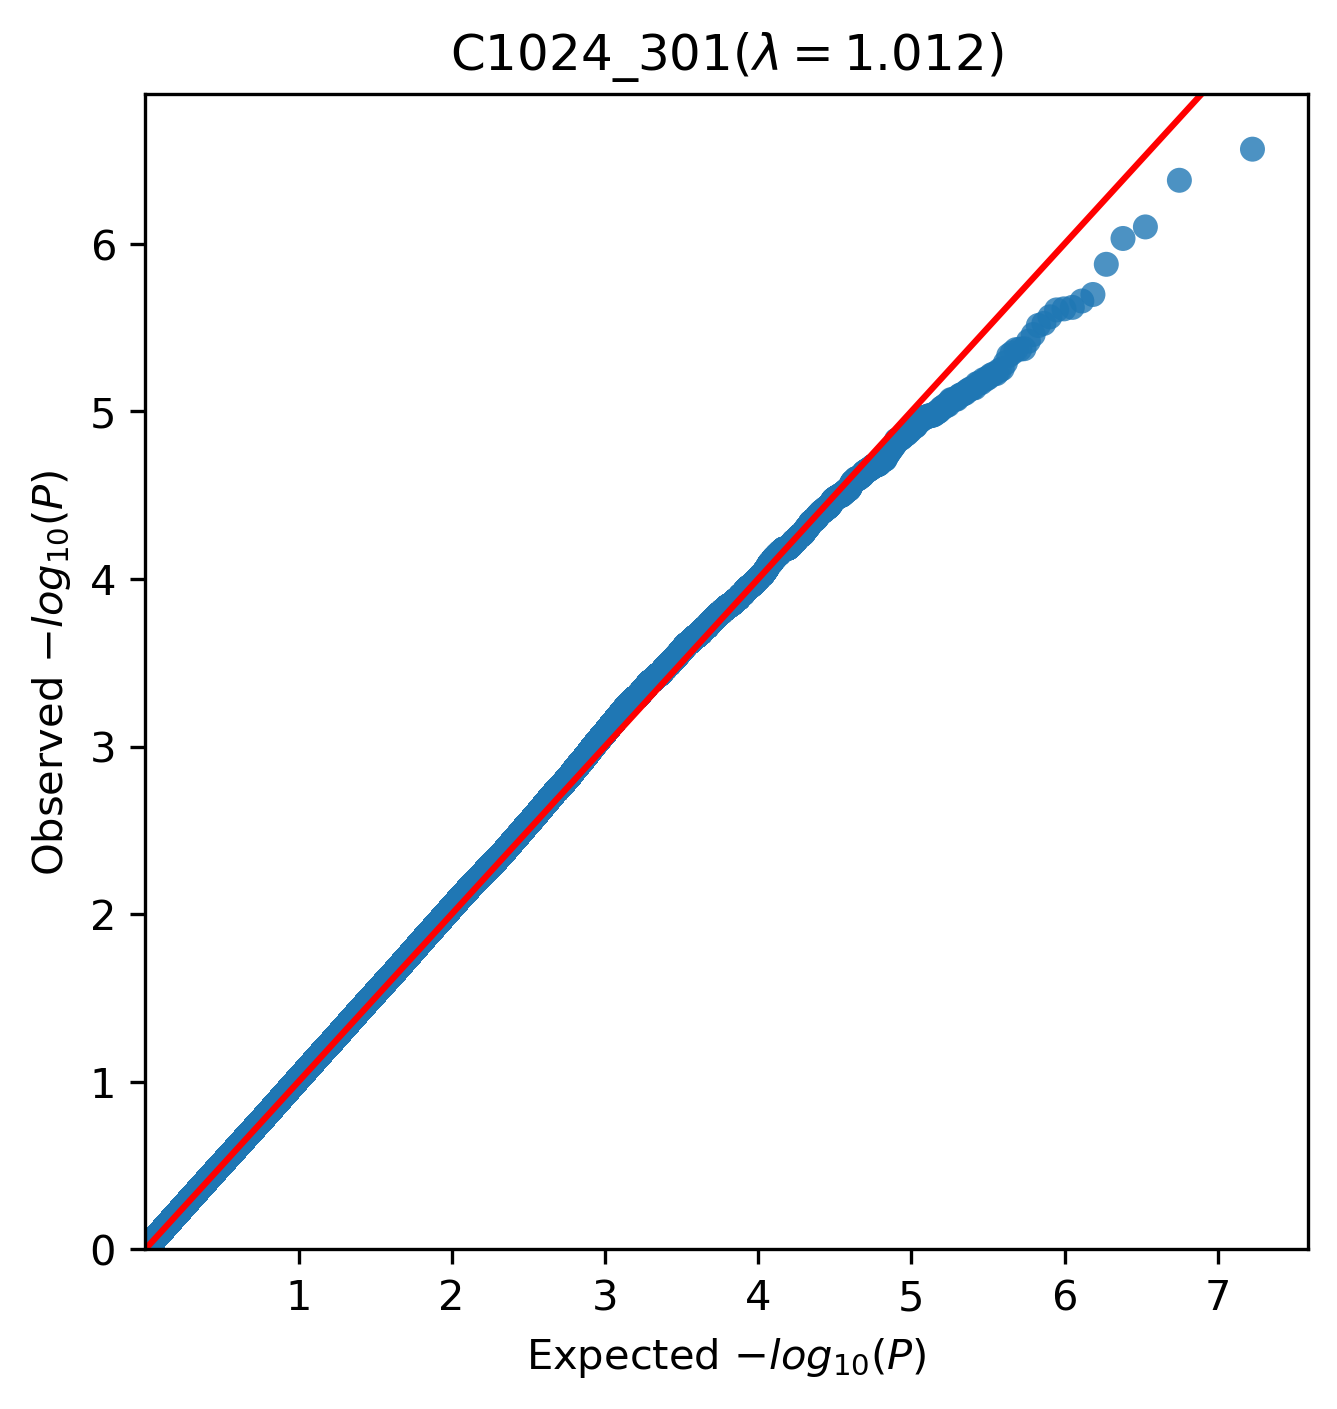 C1024_301(λ = 1.012)
Observed −log₁₀(P)
6
5
4
3
2
1
0
1 2 3 4 5 6 7
Expected −log₁₀(P)